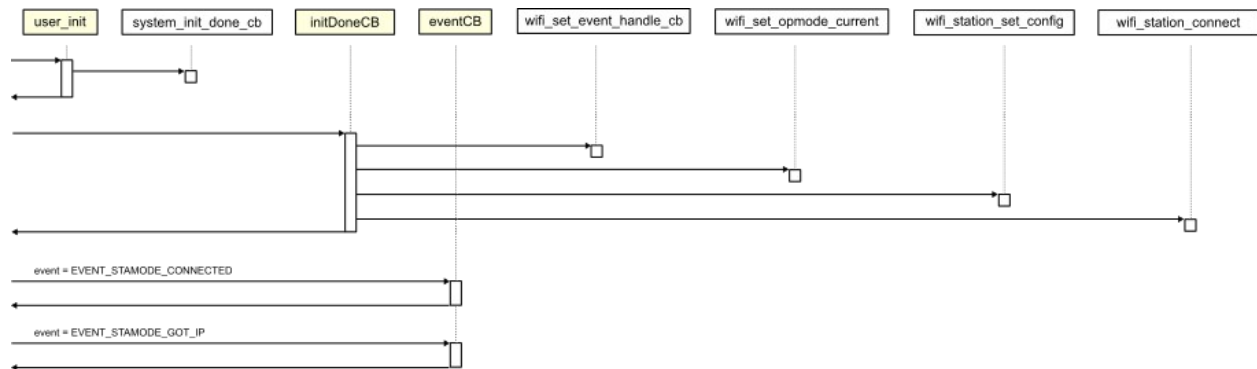 user_init
system_init_done_cb
initDoneCB
eventCB
wifi_set_event_handle_cb
wifi_set_opmode_current
wifi_station_set_config
wifi_station_connect
event = EVENT_STAMODE_CONNECTED
event = EVENT_STAMODE_GOT_IP